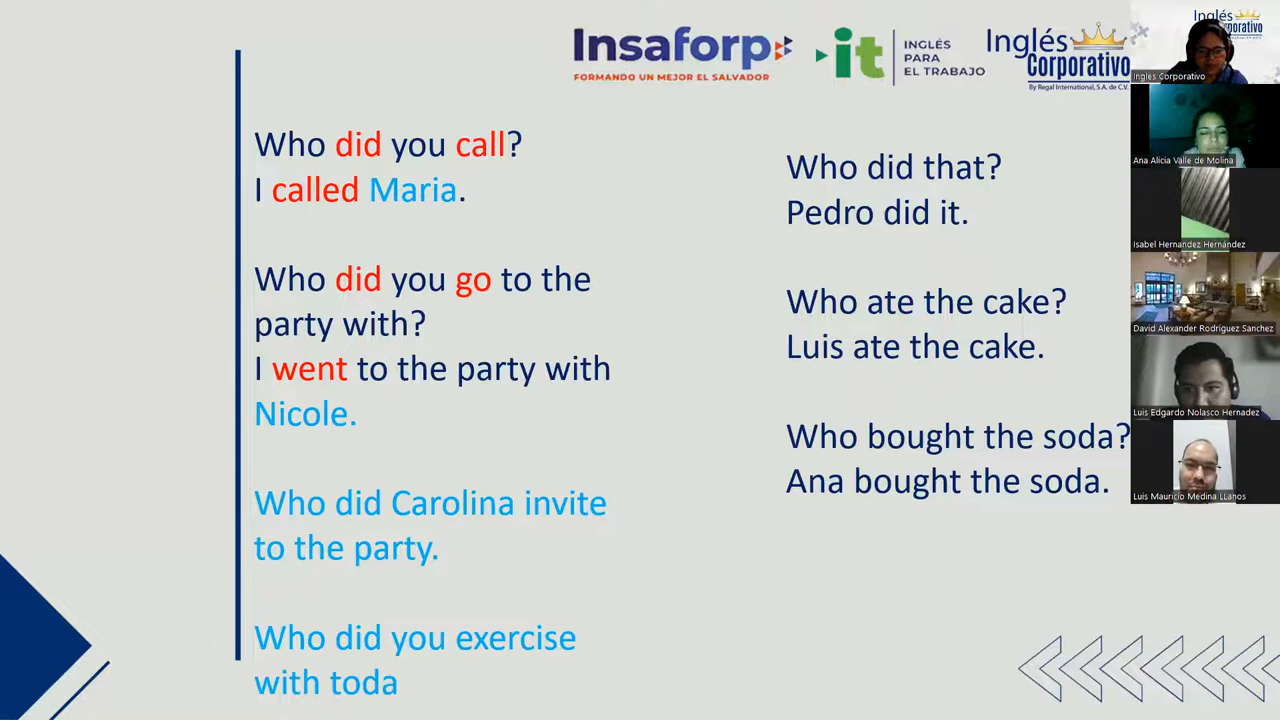 Insaforp
FORMANDO UN MEJOR EL SALVADOR
it
INGLÉS
PARA
EL TRABAJO
Inglés
Corporativo
By Regal International, S.A. de C.V.
Who did you call?
I called Maria.
Who did you go to the
party with?
I went to the party with
Nicole.
Who did Carolina invite
to the party.
Who did you exercise
with toda
Who did that?
Pedro did it.
Who ate the cake?
Luis ate the cake.
Who bought the soda?
Ana bought the soda.
Inglés
Ingles Corporativo
Ana Alicia Valle de Molina
Isabel Hernandez Hernández
David Alexander Rodriguez Sanchez
Luis Edgardo Nolasco Hernadez
Luis Mauricio Medina LLanos